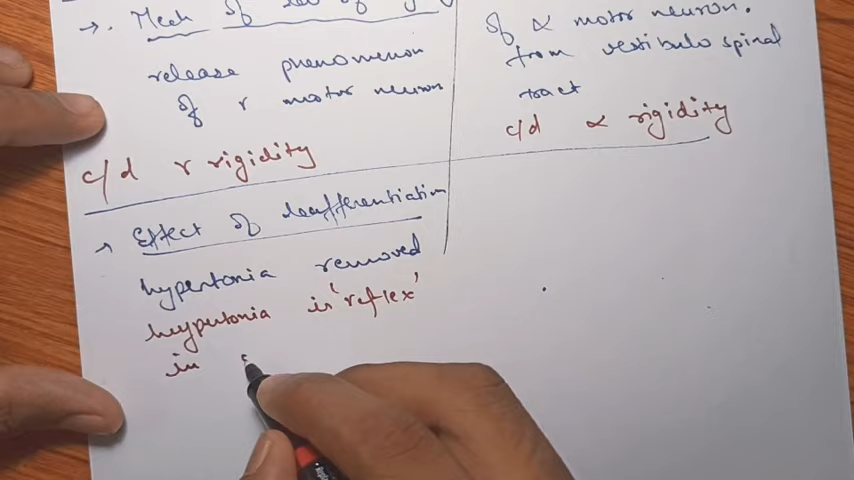 →. Mech of
release phenomenon
of r motor neuron
c/d r rigidity
of ∝ motor neuron.
from vestibulo spinal
tract
c/d ∝ rigidity
→ Effect of deafferentiation
hypertonia removed
hypertonia is 'reflex'
in